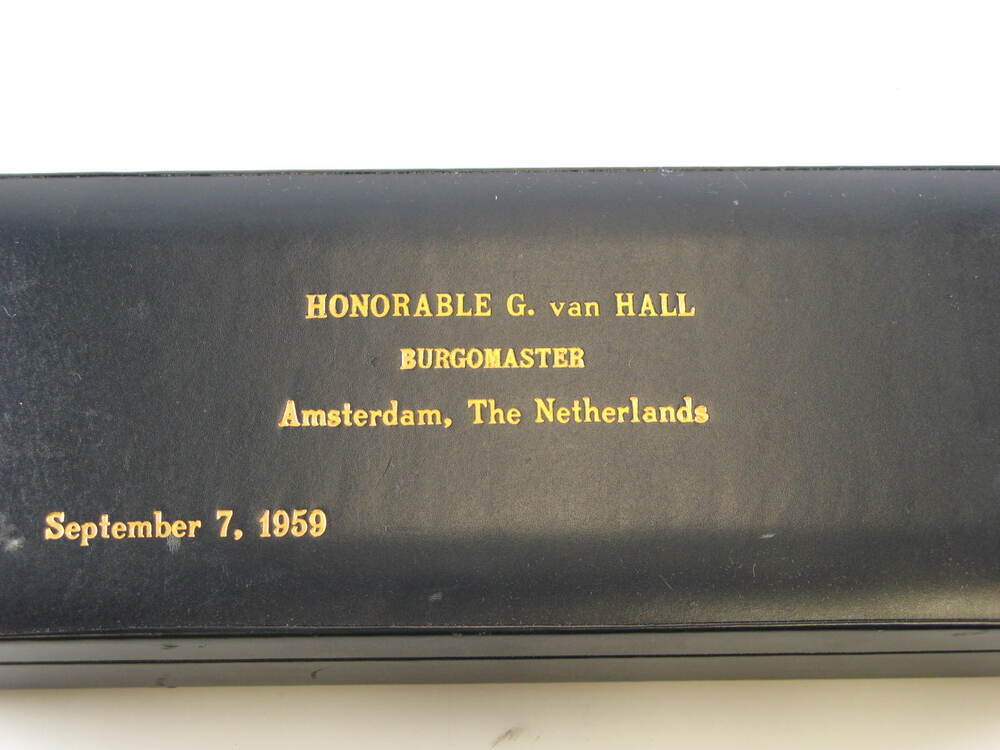 HONORABLE G. van HALL
BURGOMASTER
Amsterdam, The Netherlands
September 7, 1959